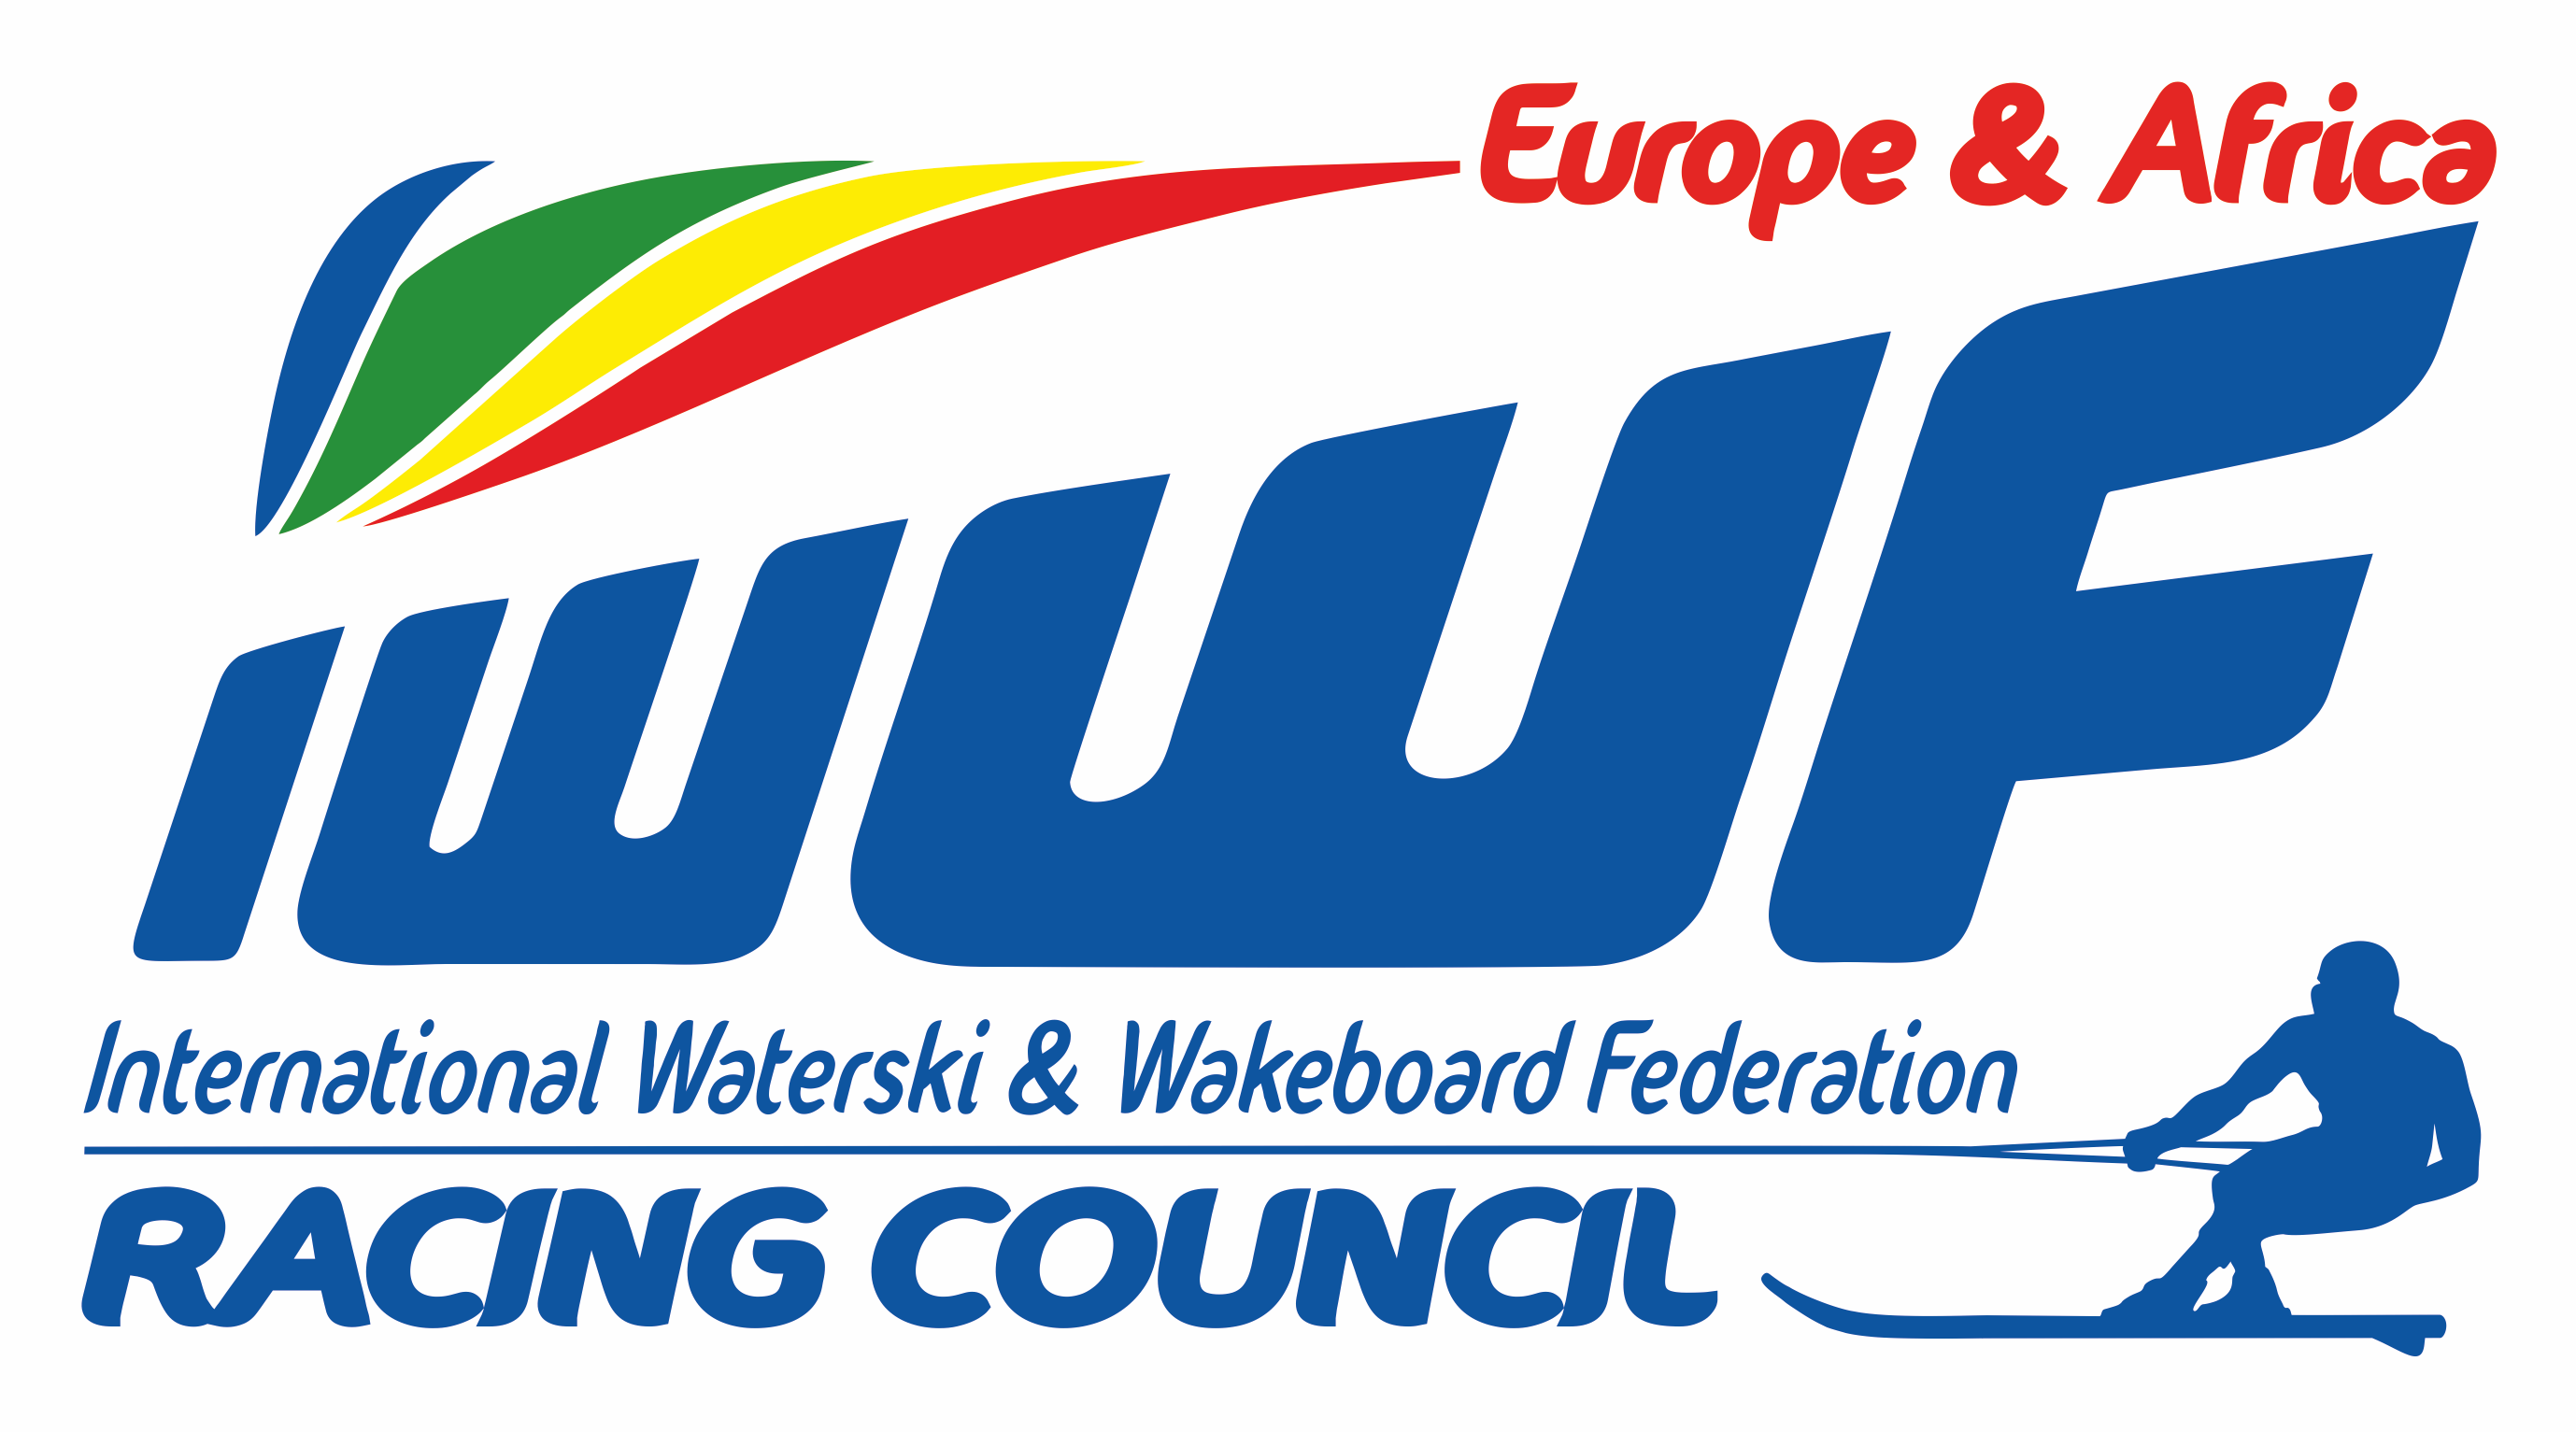 Europe & Africa
IWWF
International Waterski & Wakeboard Federation
RACING COUNCIL